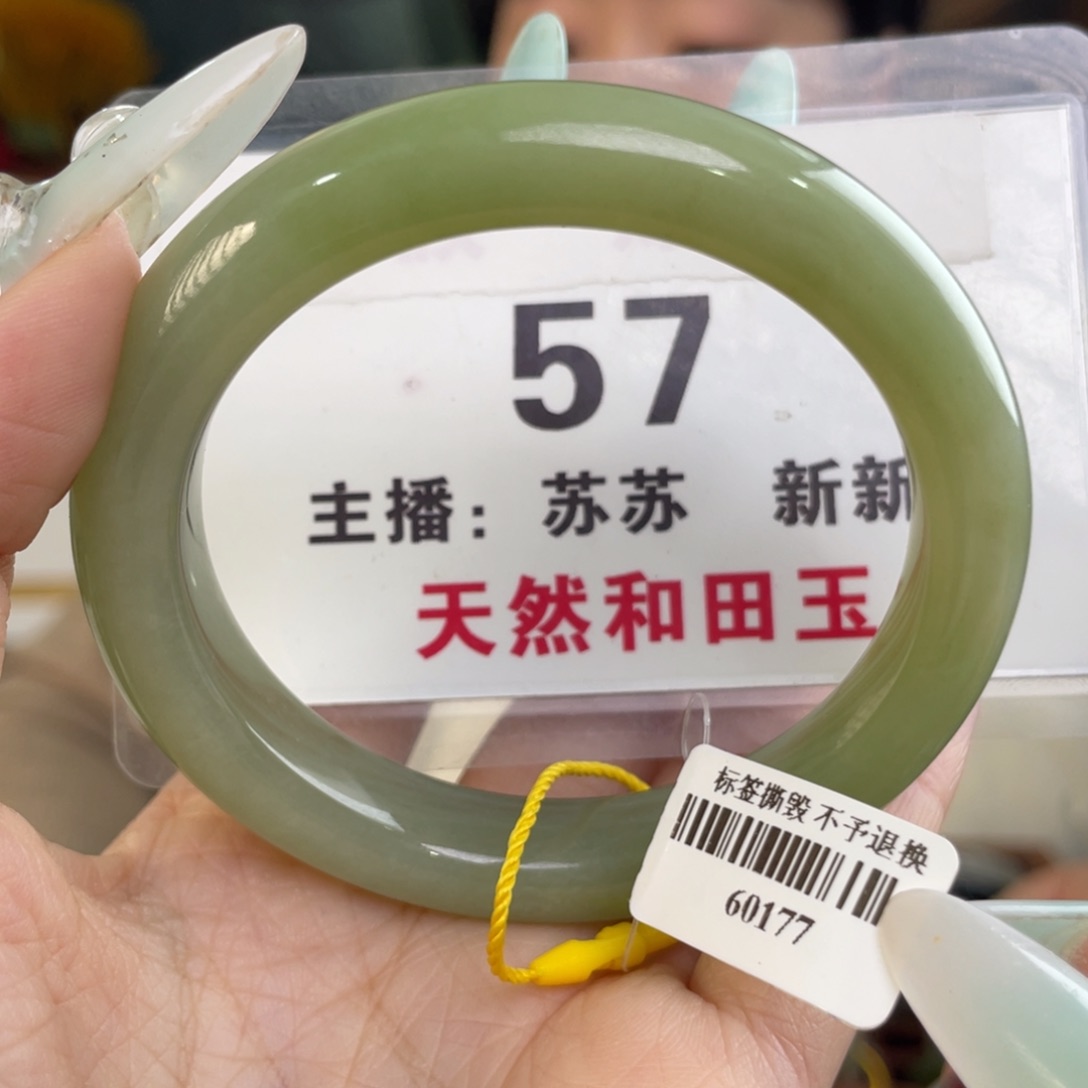 57
主播：苏苏 新新
天然和田玉
标签撕毁 不予退换
60177